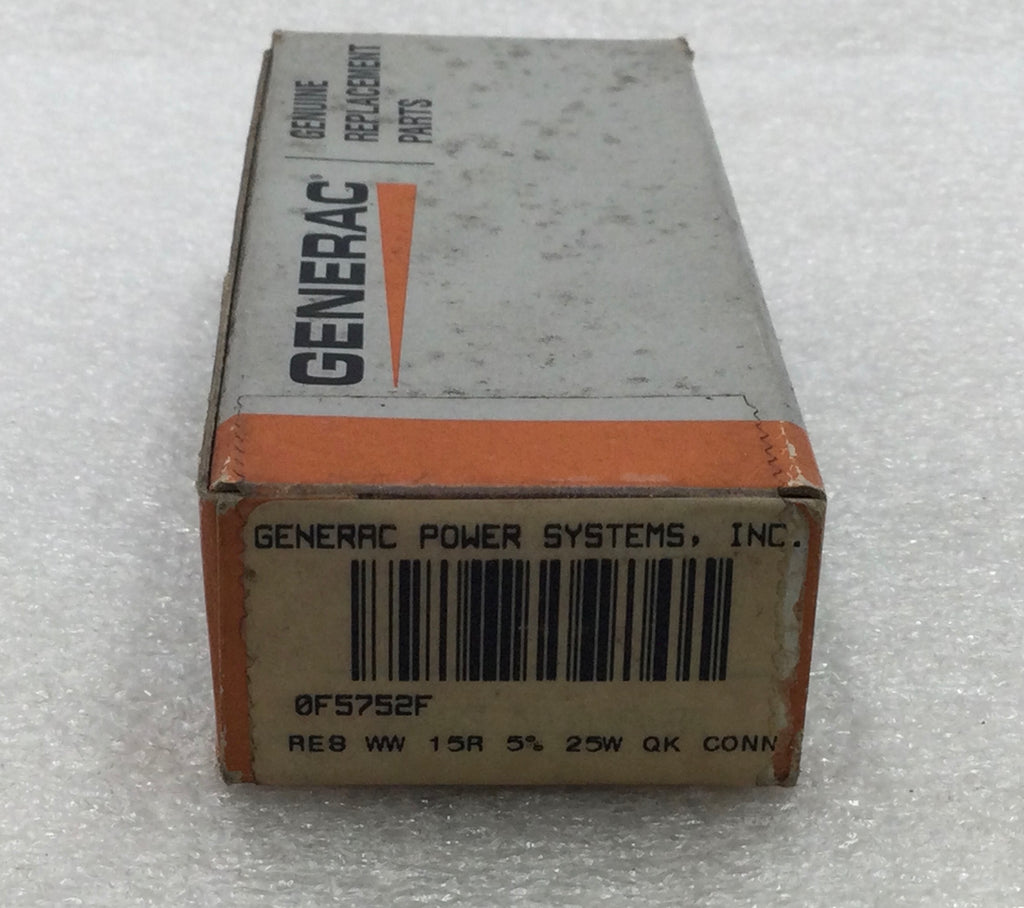 GENUINE
REPLACEMENT
PARTS
GENERAC®
GENERAC POWER SYSTEMS, INC.
0F5752F
RES WW 15R 5% 25W QK CONN